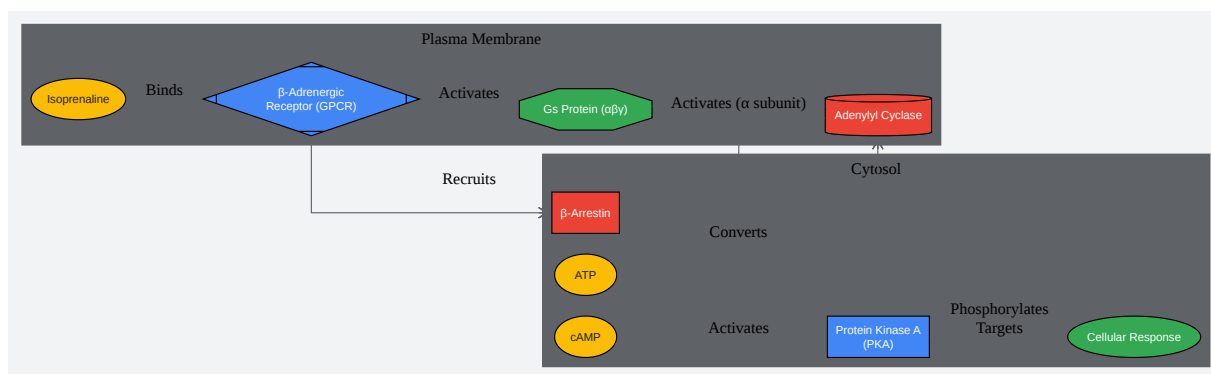 Plasma Membrane
Isoprenaline
Binds
β-Adrenergic
Receptor (GPCR)
Activates
Gs Protein (αβγ)
Activates (α subunit)
Adenylyl Cyclase
Cytosol
Recruits
β-Arrestin
Converts
ATP
cAMP
Activates
Protein Kinase A
(PKA)
Phosphorylates
Targets
Cellular Response